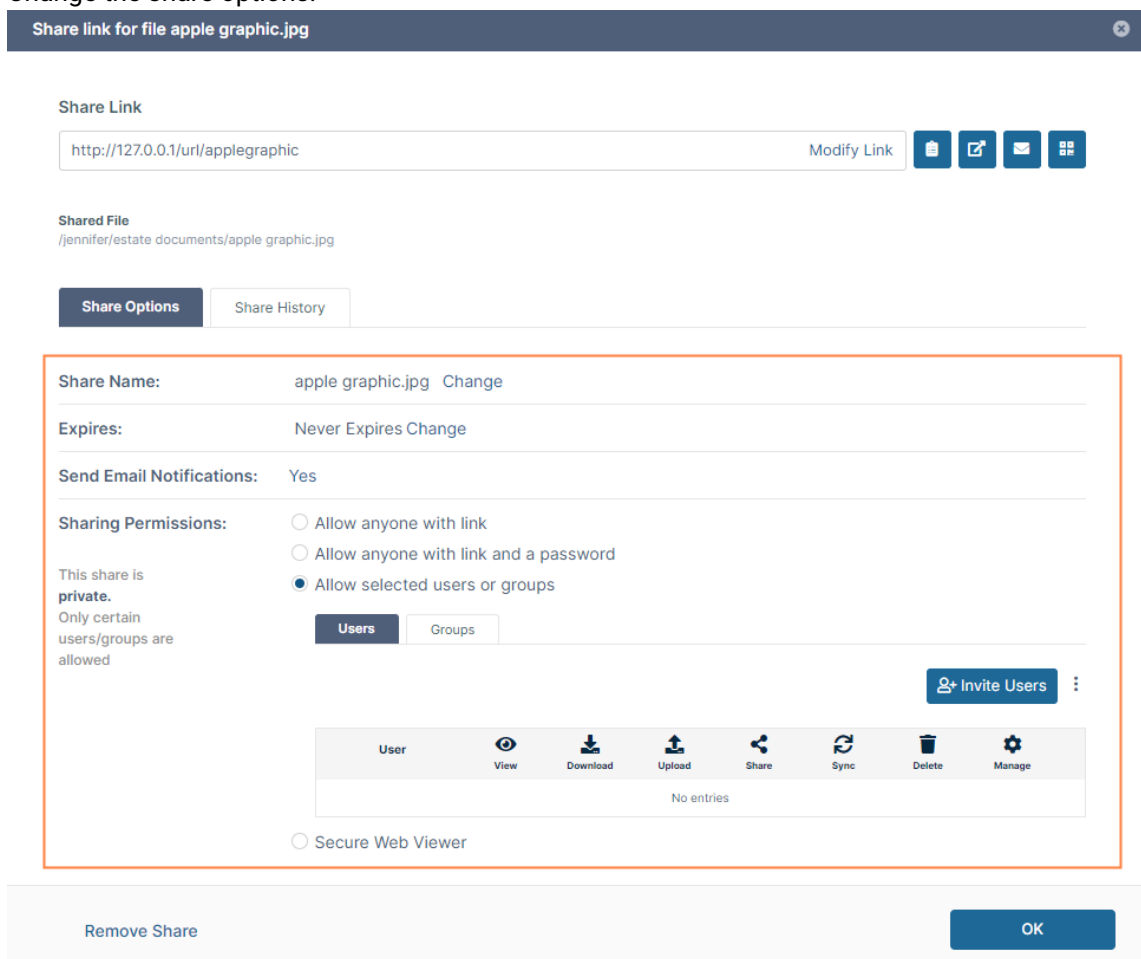 Change the share options.
Share link for file apple graphic.jpg
Share Link
http://127.0.0.1/url/applegraphic Modify Link
Shared File
/jennifer/estate documents/apple graphic.jpg
Share Options Share History
Share Name: apple graphic.jpg Change
Expires: Never Expires Change
Send Email Notifications: Yes
Sharing Permissions: Allow anyone with link
Allow anyone with link and a password
This share is
private.
Only certain
users/groups are
allowed
Allow selected users or groups
Users Groups
Invite Users
User View Download Upload Share Sync Delete Manage
No entries
Secure Web Viewer
Remove Share OK